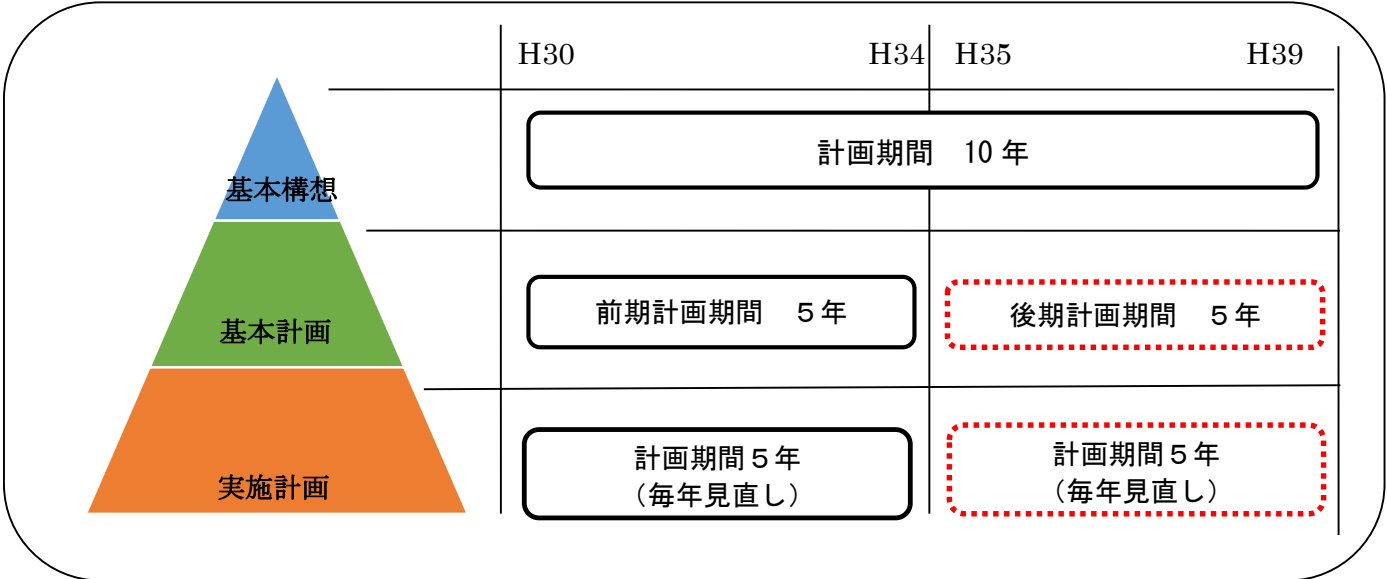 H30
H34
H35
H39
基本構想
計画期間　10 年
基本計画
前期計画期間　５年
後期計画期間　５年
実施計画
計画期間５年
（毎年見直し）
計画期間５年
（毎年見直し）